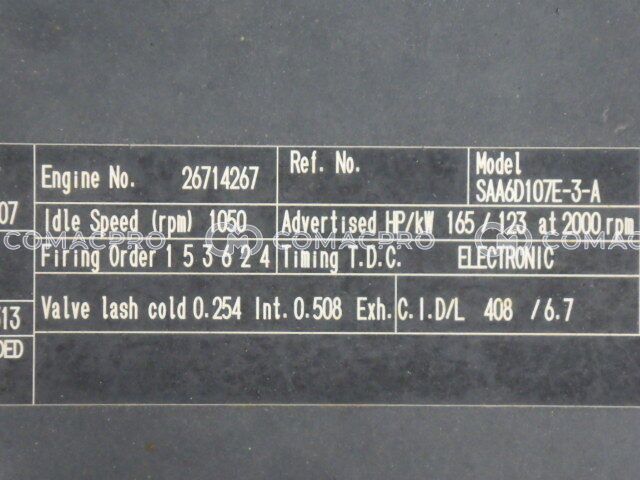 Engine No. 26714267
Ref. No.
Model
SAA6D107E-3-A
07
Idle Speed (rpm) 1050
Advertised HP/kW 165 / 123 at 2000 rpm
COMACPRO COMACPRO COMACPRO
Firing Order 1 5 3 6 2 4
Timing T.D.C. ELECTRONIC
313
Valve lash cold 0.254 Int. 0.508 Exh.
C.I.D/L 408 / 6.7
DED